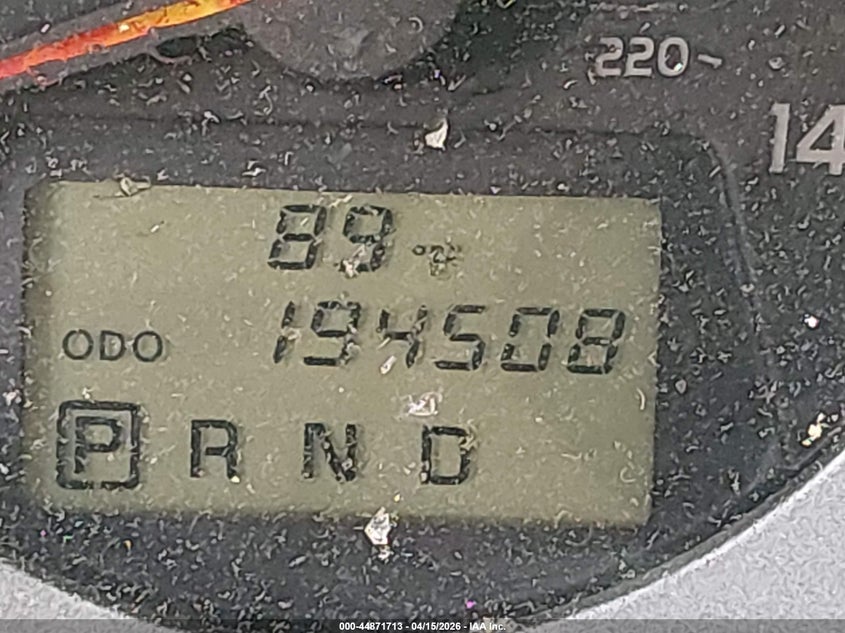 220
14
89°F
ODO 194508
P R N D
000-44871713 - 04/15/2026 - IAA Inc.